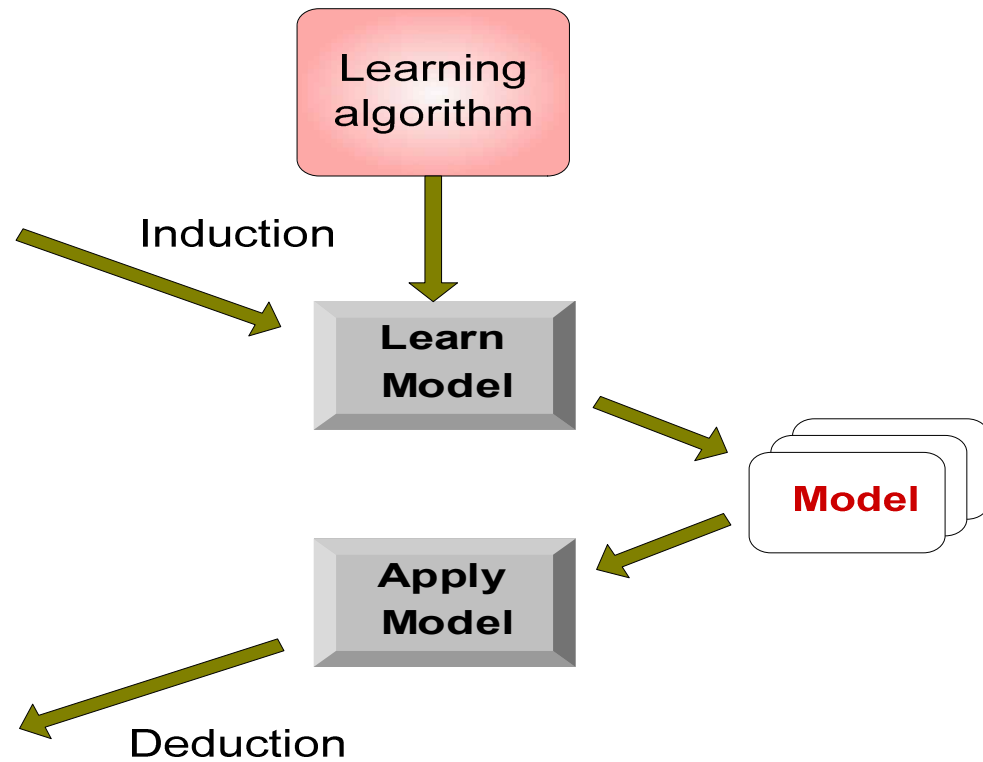 Learning
algorithm
Induction
Learn
Model
Model
Apply
Model
Deduction